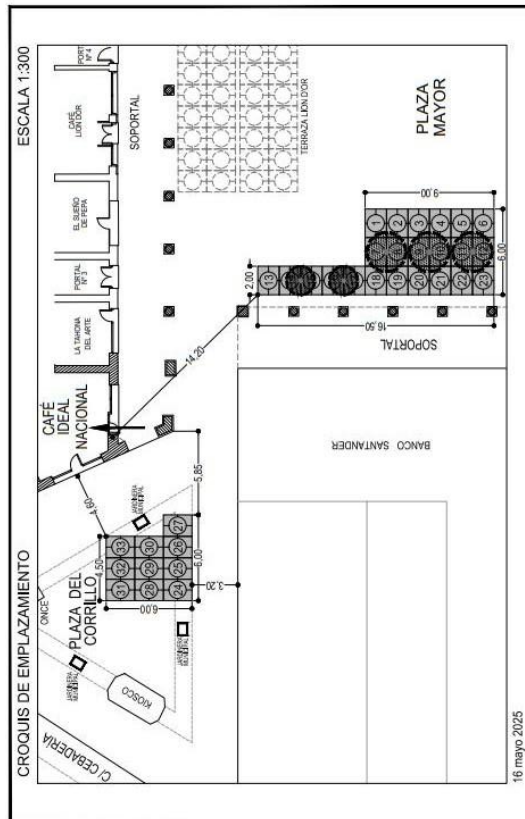 CROQUIS DE EMPLAZAMIENTO
ESCALA 1:300
C/ CEBADERÍA
ONCE
KIOSCO
JARDINERA
MUNICIPAL
JARDINERA
MUNICIPAL
JARDINERA
MUNICIPAL
PLAZA DEL
CORRILLO
4,50
6,00
6,00
31 32 33
28 29 30
24 25 26 27
4,60
5,85
3,20
CAFÉ
IDEAL
NACIONAL
LA TAHONA
DEL ARTE
PORTAL
Nº 3
EL SUEÑO
DE PEPA
CAFÉ
LION D'OR
PORT
Nº 4
SOPORTAL
14,20
TERRAZA LION D'OR
PLAZA
MAYOR
2,00
9,00
6,00
16,50
13
18 19 20 21 22 23
1 2 3 4 5 6
SOPORTAL
BANCO SANTANDER
16 mayo 2025